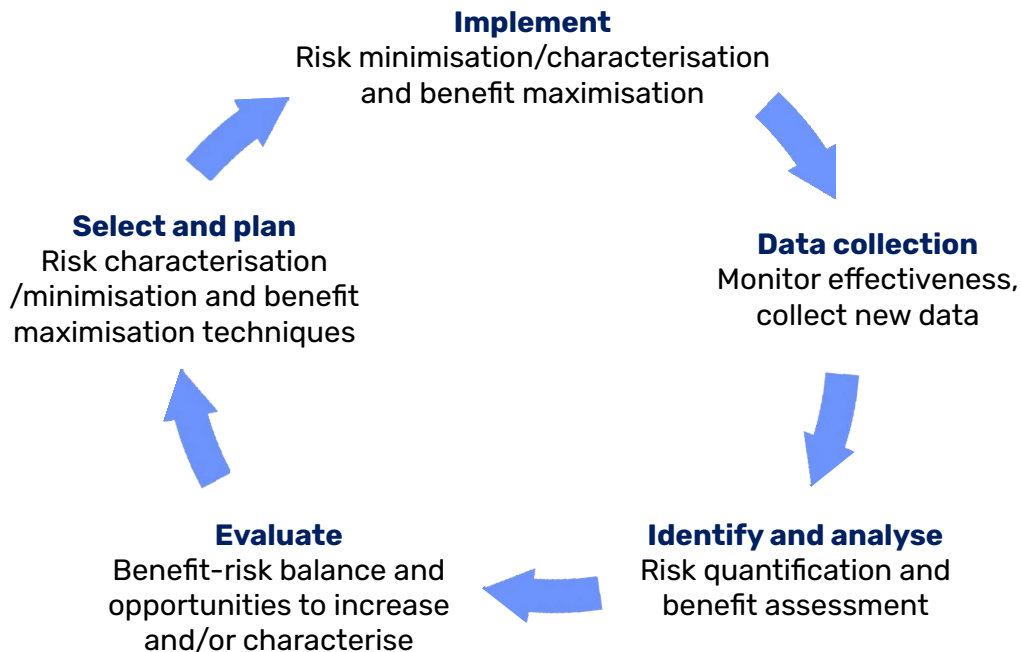 Implement
Risk minimisation/characterisation
and benefit maximisation
Data collection
Monitor effectiveness,
collect new data
Identify and analyse
Risk quantification and
benefit assessment
Evaluate
Benefit-risk balance and
opportunities to increase
and/or characterise
Select and plan
Risk characterisation
/minimisation and benefit
maximisation techniques